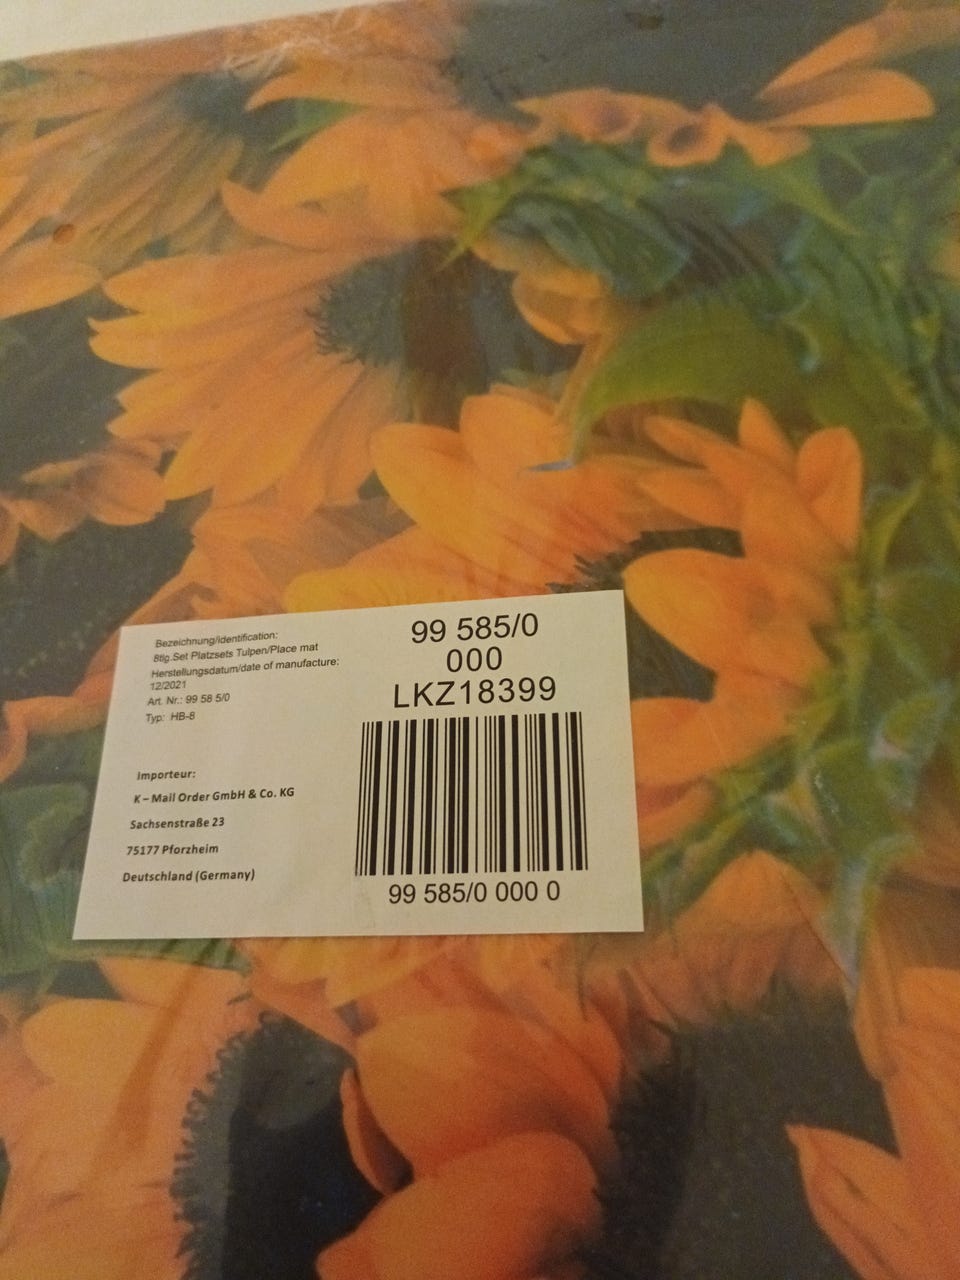 Bezeichnung/identification:
8tlg.Set Platzsets Tulpen/Place mat
Herstellungsdatum/date of manufacture:
12/2021
Art. Nr.: 99 58 5/0
Typ: HB-8
Importeur:
K – Mail Order GmbH & Co. KG
Sachsenstraße 23
75177 Pforzheim
Deutschland (Germany)
99 585/0
000
LKZ18399
99 585/0 000 0